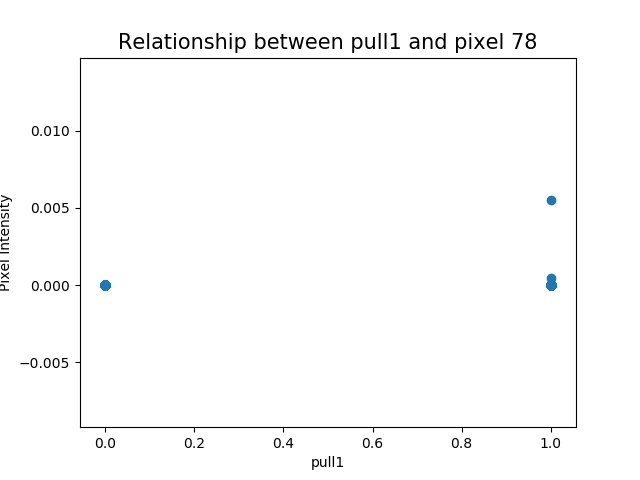 Relationship between pull1 and pixel 78
0.010
0.005
0.000
−0.005
Pixel Intensity
0.0 0.2 0.4 0.6 0.8 1.0
pull1